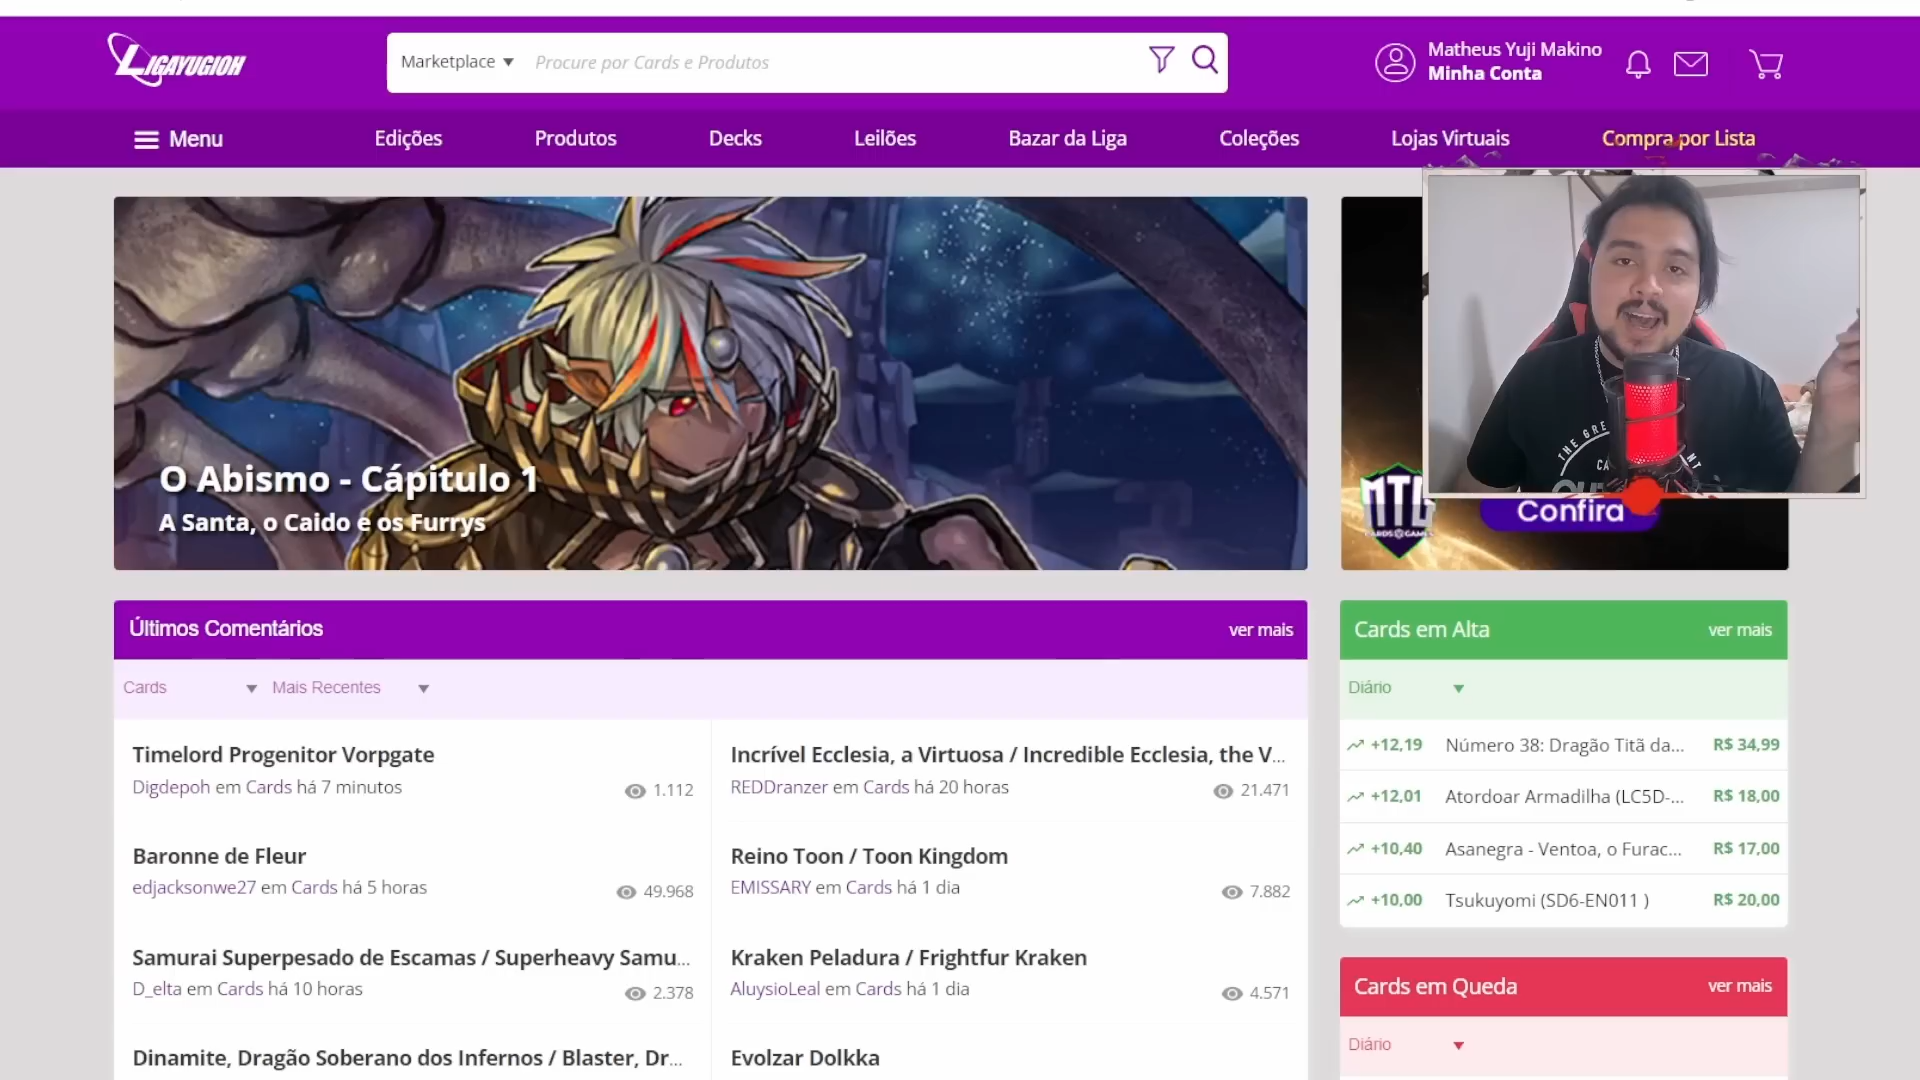 LIGAYUGIOH
Marketplace
Procure por Cards e Produtos
Matheus Yuji Makino
Minha Conta
Menu
Edições
Produtos
Decks
Leilões
Bazar da Liga
Coleções
Lojas Virtuais
Compra por Lista
O Abismo - Cápitulo 1
A Santa, o Caido e os Furrys
THE GRE
CA
MTG
CARDS GAMES
Confira
Últimos Comentários
ver mais
Cards
Mais Recentes
Timelord Progenitor Vorpgate
Digdepoh em Cards há 7 minutos
1.112
Incrível Ecclesia, a Virtuosa / Incredible Ecclesia, the V...
REDDranzer em Cards há 20 horas
21.471
Baronne de Fleur
edjacksonwe27 em Cards há 5 horas
49.968
Reino Toon / Toon Kingdom
EMISSARY em Cards há 1 dia
7.882
Samurai Superpesado de Escamas / Superheavy Samu...
D_elta em Cards há 10 horas
2.378
Kraken Peladura / Frightfur Kraken
AluysioLeal em Cards há 1 dia
4.571
Dinamite, Dragão Soberano dos Infernos / Blaster, Dr...
Evolzar Dolkka
Cards em Alta
ver mais
Diário
+12,19 Número 38: Dragão Titã da... R$ 34,99
+12,01 Atordoar Armadilha (LC5D-... R$ 18,00
+10,40 Asanegra - Ventoa, o Furac... R$ 17,00
+10,00 Tsukuyomi (SD6-EN011 ) R$ 20,00
Cards em Queda
ver mais
Diário